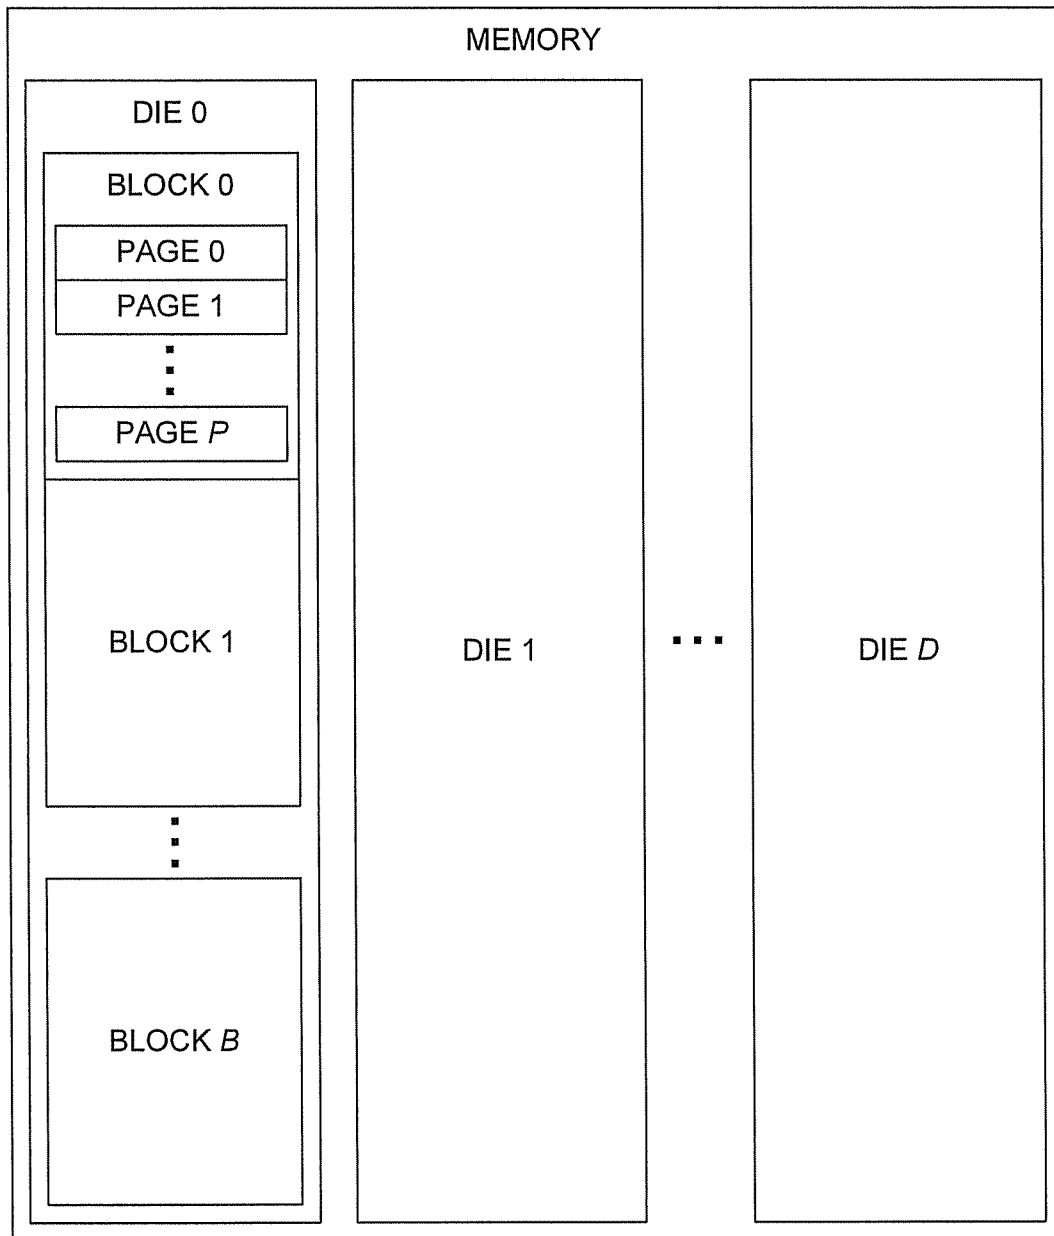 MEMORY
DIE 0
BLOCK 0
PAGE 0
PAGE 1
PAGE P
BLOCK 1
BLOCK B
DIE 1
DIE D